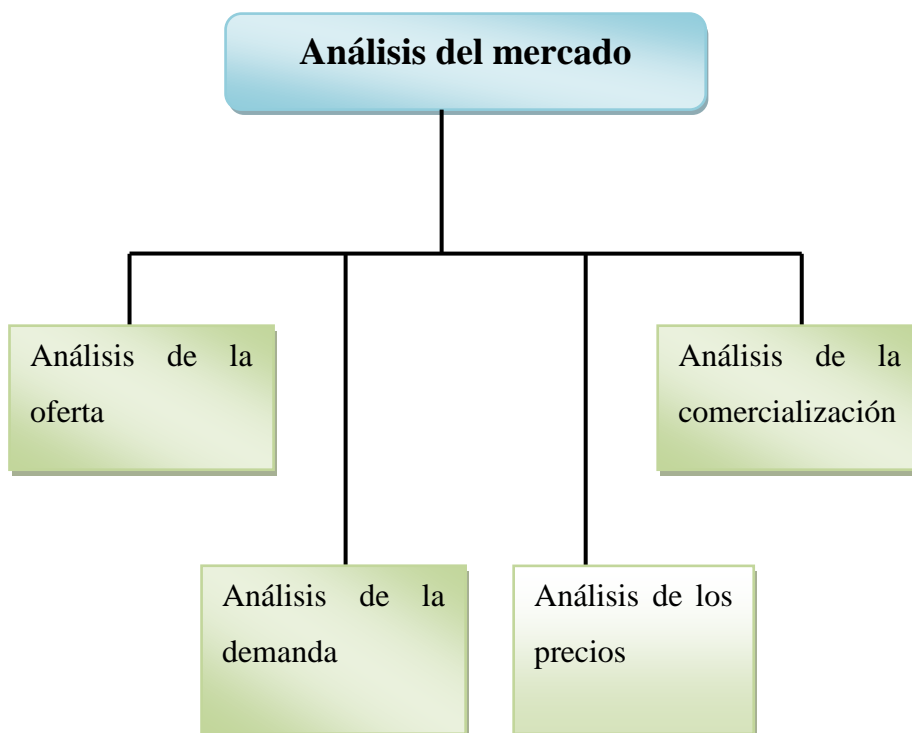 Análisis del mercado
Análisis de la
oferta
Análisis de la
comercialización
Análisis de la
demanda
Análisis de los
precios